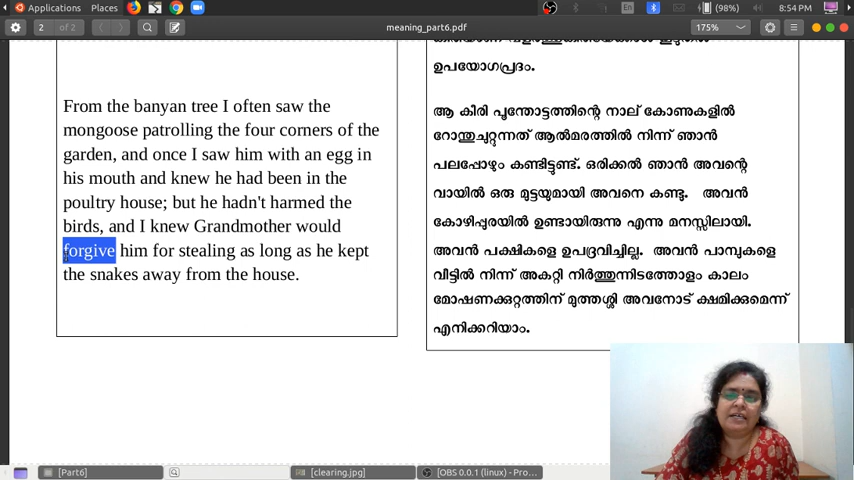 Applications Places En (98%) 8:54 PM
2 of 2 meaning_part6.pdf 175%
From the banyan tree I often saw the
mongoose patrolling the four corners of the
garden, and once I saw him with an egg in
his mouth and knew he had been in the
poultry house; but he hadn't harmed the
birds, and I knew Grandmother would
forgive him for stealing as long as he kept
the snakes away from the house.
ഉപയോഗപ്രദം.
ആ കീരി പൂന്തോട്ടത്തിന്റെ നാല് കോണുകളിൽ
റോന്തുചുറ്റുന്നത് ആൽമരത്തിൽ നിന്ന് ഞാൻ
പലപ്പോഴും കണ്ടിട്ടുണ്ട്. ഒരിക്കൽ ഞാൻ അവന്റെ
വായിൽ ഒരു മുട്ടയുമായി അവനെ കണ്ടു. അവൻ
കോഴിപ്പുരയിൽ ഉണ്ടായിരുന്നു എന്നു മനസ്സിലായി.
അവൻ പക്ഷികളെ ഉപദ്രവിച്ചില്ല. അവൻ പാമ്പുകളെ
വീട്ടിൽ നിന്ന് അകറ്റി നിർത്തുന്നിടത്തോളം കാലം
മോഷണക്കുറ്റത്തിന് മുത്തശ്ശി അവനോട് ക്ഷമിക്കുമെന്ന്
എനിക്കറിയാം.
[Part6] [clearing.jpg] [OBS 0.0.1 (linux) - Pro...